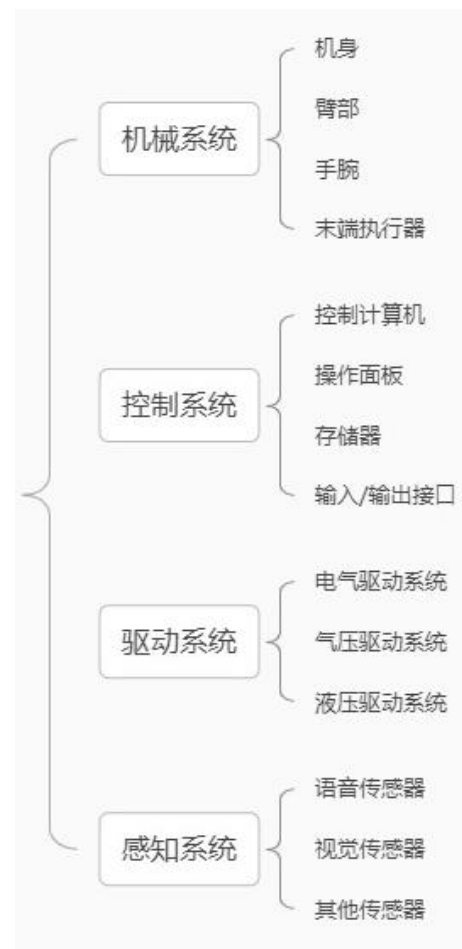 机械系统
机身
臂部
手腕
末端执行器
控制系统
控制计算机
操作面板
存储器
输入/输出接口
驱动系统
电气驱动系统
气压驱动系统
液压驱动系统
感知系统
语音传感器
视觉传感器
其他传感器